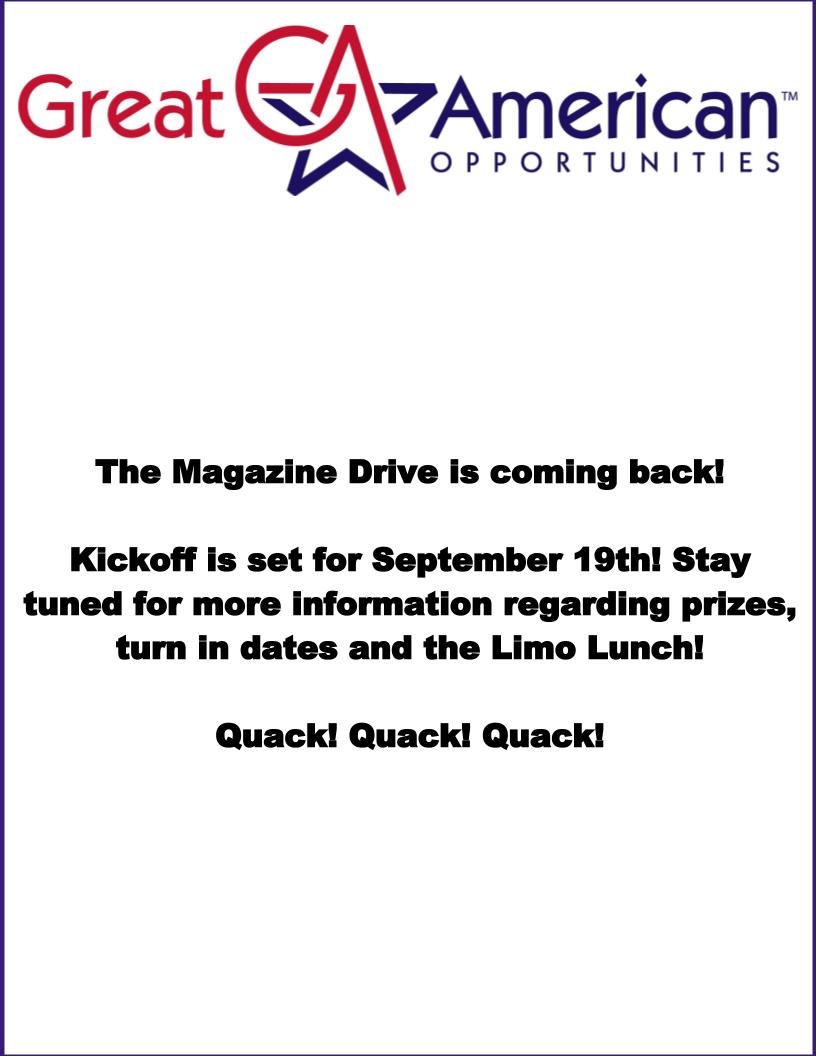 Great GA American™
OPPORTUNITIES
The Magazine Drive is coming back!
Kickoff is set for September 19th! Stay
tuned for more information regarding prizes,
turn in dates and the Limo Lunch!
Quack! Quack! Quack!